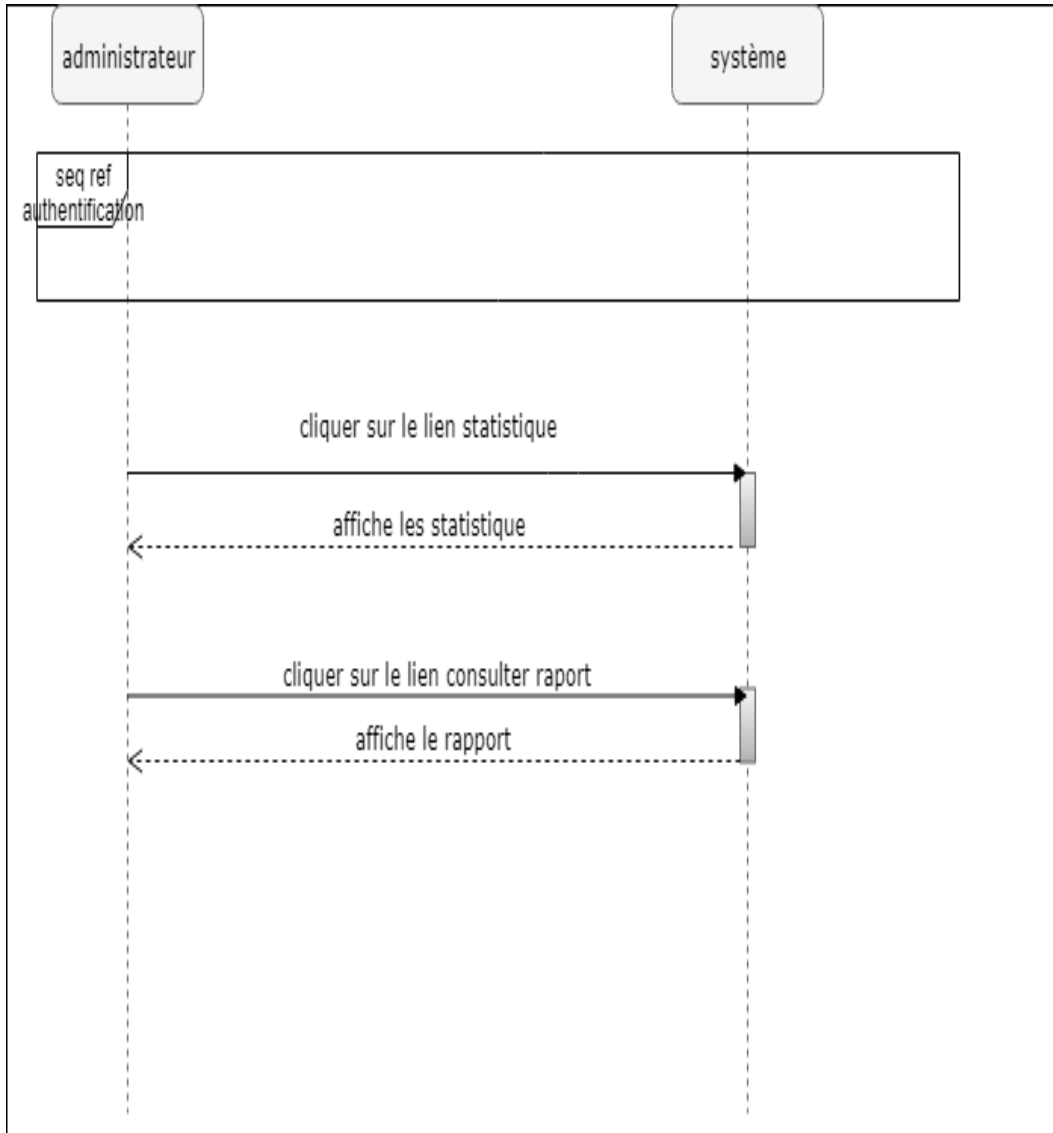 administrateur
système
seq ref
authentification
cliquer sur le lien statistique
affiche les statistique
cliquer sur le lien consulter raport
affiche le rapport